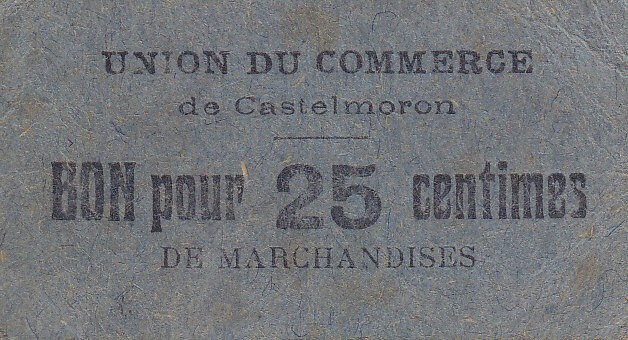 UNION DU COMMERCE
de Castelmoron
BON pour 25 centimes
DE MARCHANDISES